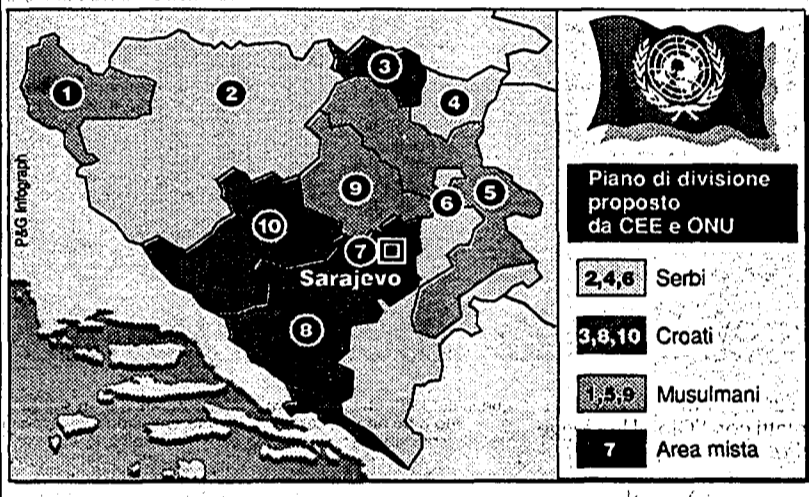 1
2
3
4
5
6
7
8
9
10
Sarajevo
P&G Infograph
Piano di divisione
proposto
da CEE e ONU
2,4,6 Serbi
3,8,10 Croati
1,5,9 Musulmani
7 Area mista